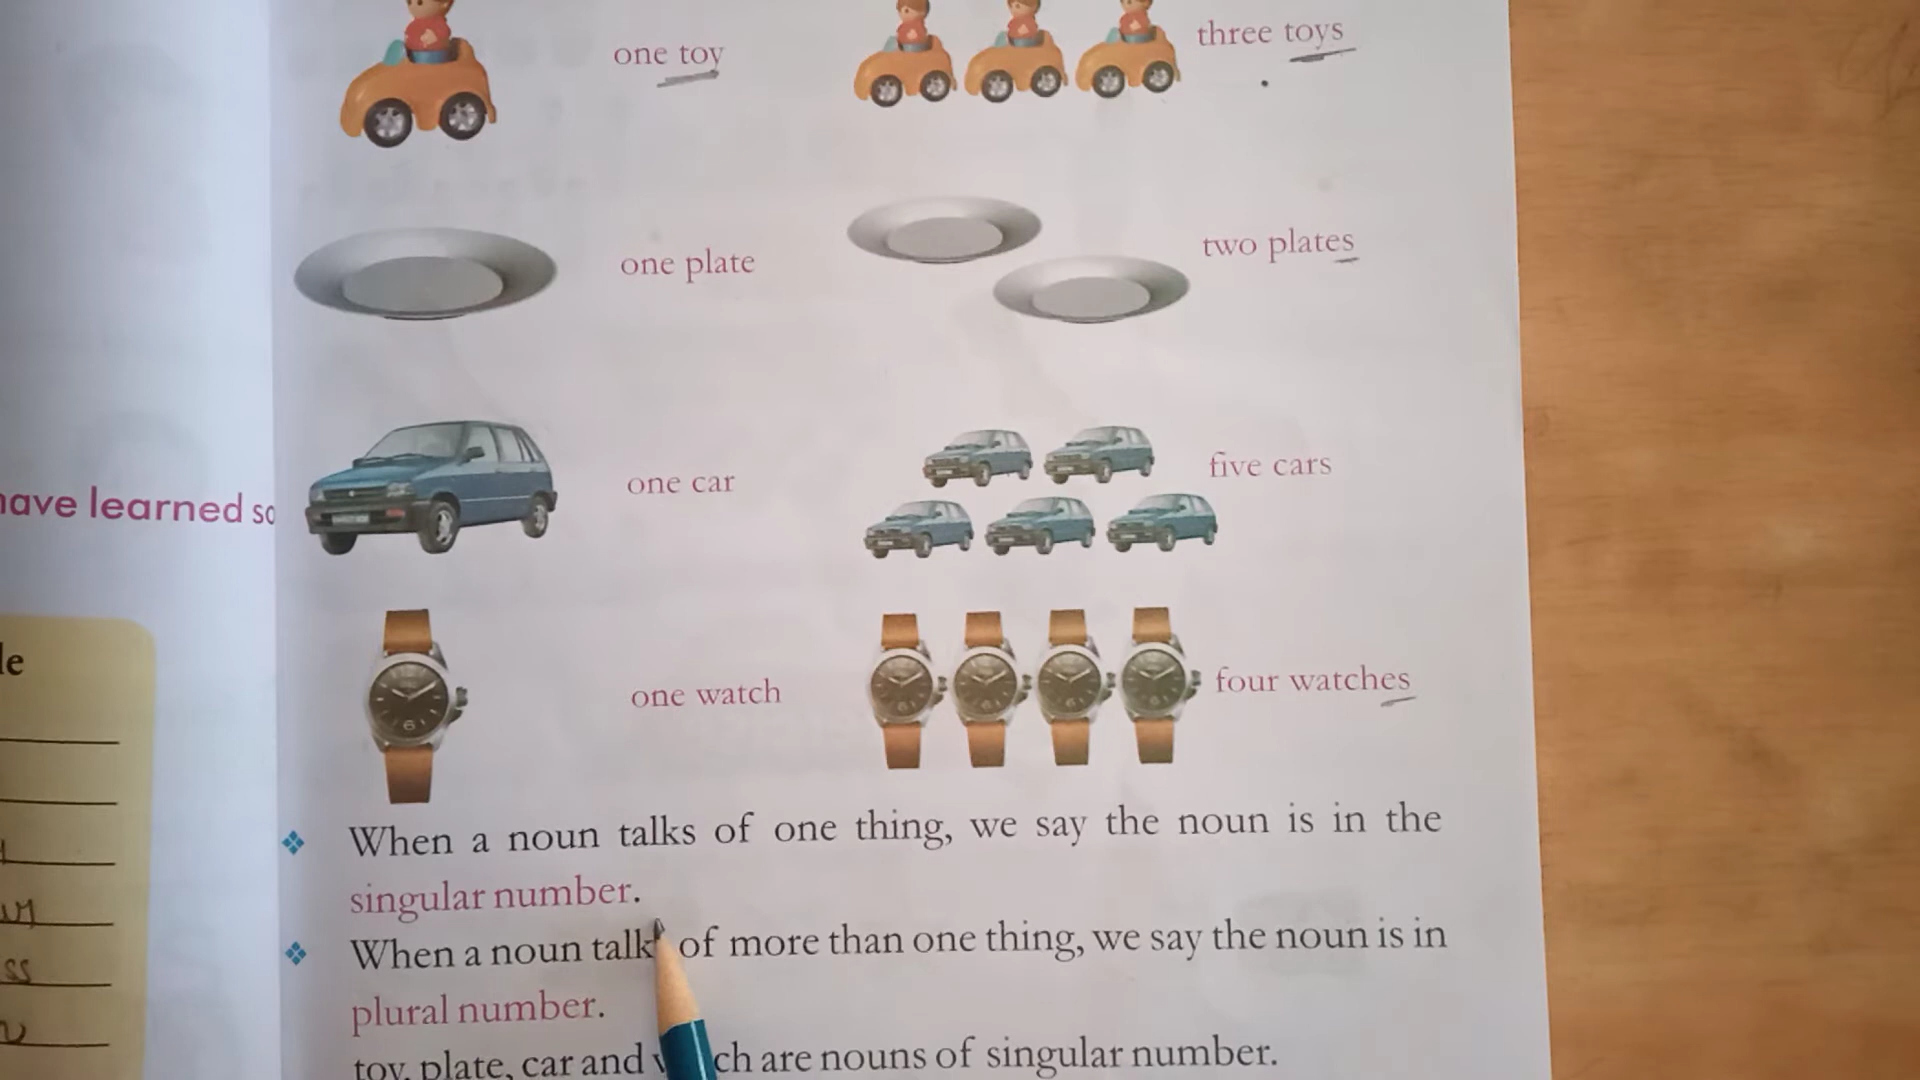 one toy
three toys
one plate
two plates
one car
five cars
have learned so
one watch
four watches
le
When a noun talks of one thing, we say the noun is in the
singular number.
When a noun talk of more than one thing, we say the noun is in
plural number.
ss
toy, plate, car and ch are nouns of singular number.